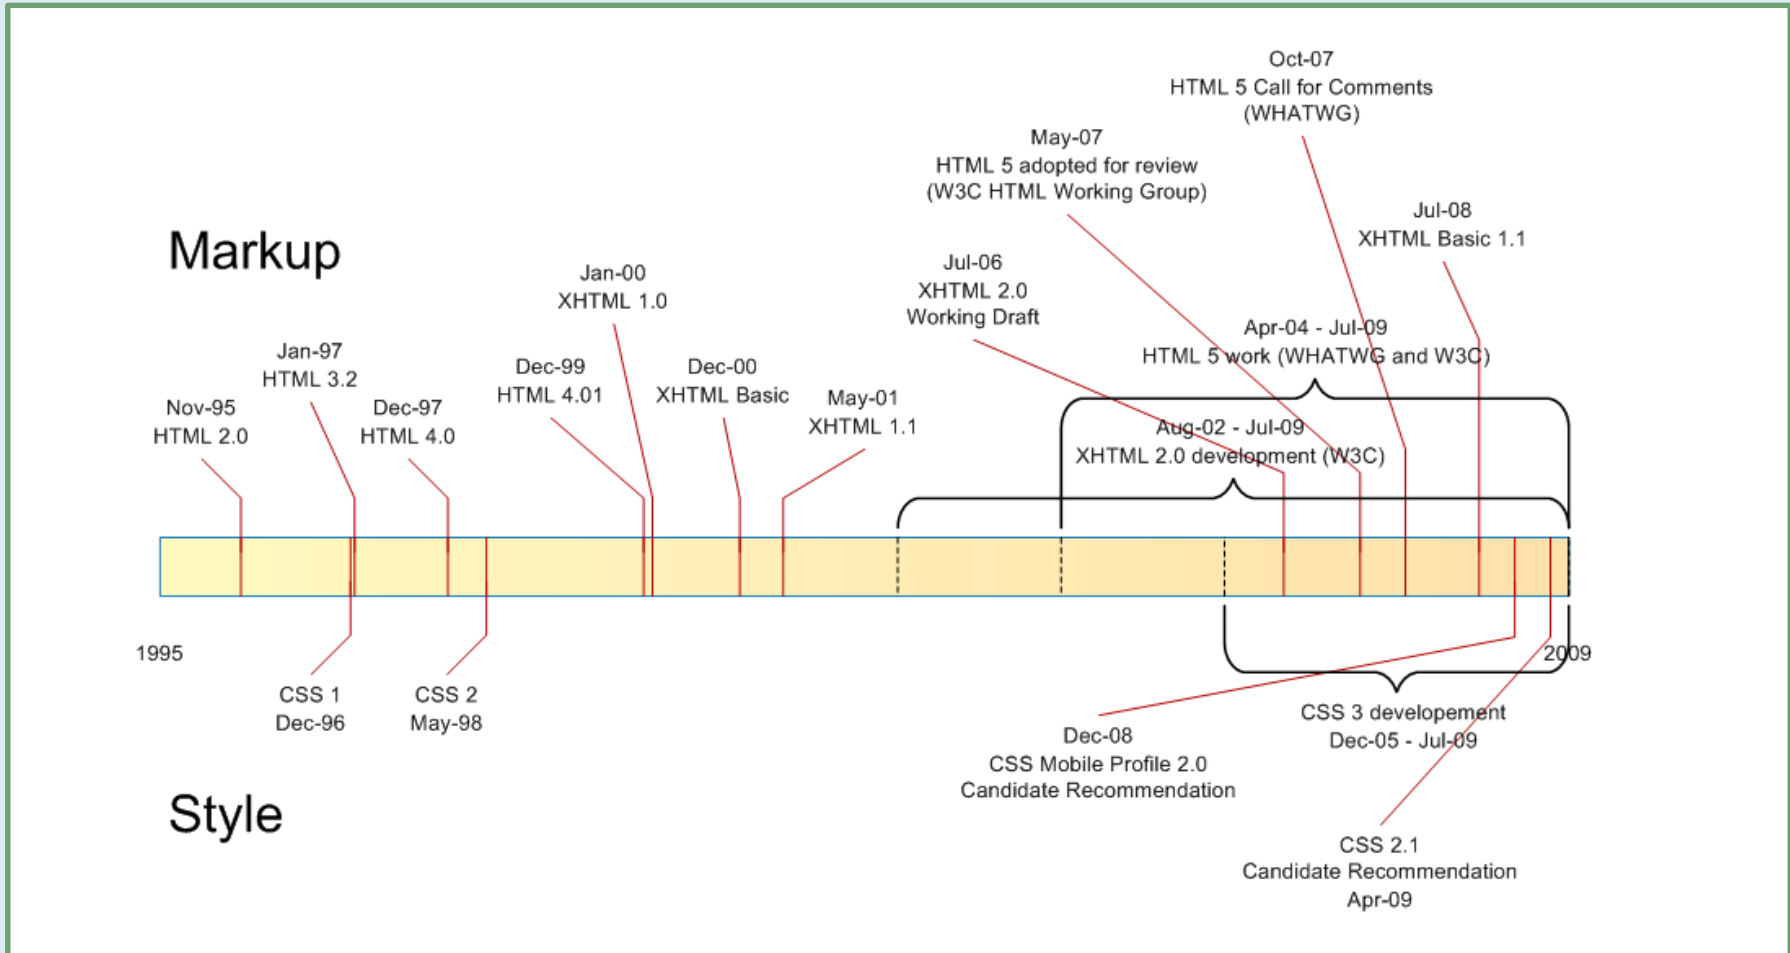 Oct-07
HTML 5 Call for Comments
(WHATWG)
May-07
HTML 5 adopted for review
(W3C HTML Working Group)
Jul-08
XHTML Basic 1.1
Markup
Jul-06
XHTML 2.0
Working Draft
Jan-00
XHTML 1.0
Apr-04 - Jul-09
HTML 5 work (WHATWG and W3C)
Jan-97
HTML 3.2
Dec-99
HTML 4.01
Dec-00
XHTML Basic
May-01
XHTML 1.1
Nov-95
HTML 2.0
Dec-97
HTML 4.0
Aug-02 - Jul-09
XHTML 2.0 development (W3C)
1995
2009
CSS 1
Dec-96
CSS 2
May-98
CSS 3 developement
Dec-05 - Jul-09
Dec-08
CSS Mobile Profile 2.0
Candidate Recommendation
Style
CSS 2.1
Candidate Recommendation
Apr-09